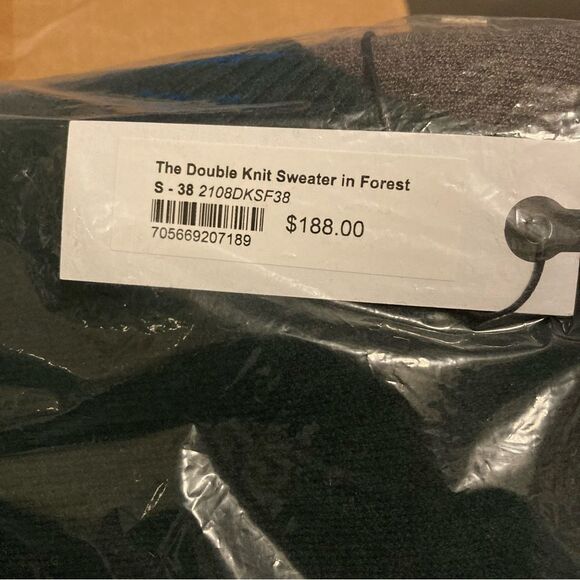 The Double Knit Sweater in Forest
S - 38 2108DKSF38
$188.00
705669207189